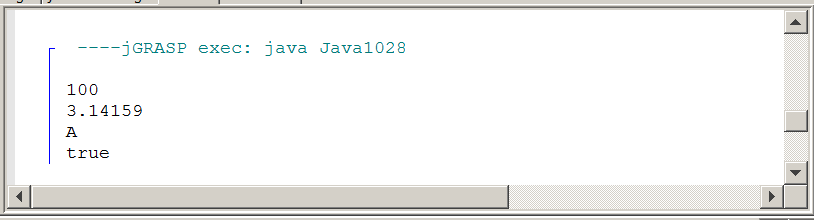 ----jGRASP exec: java Java1028
100
3.14159
A
true